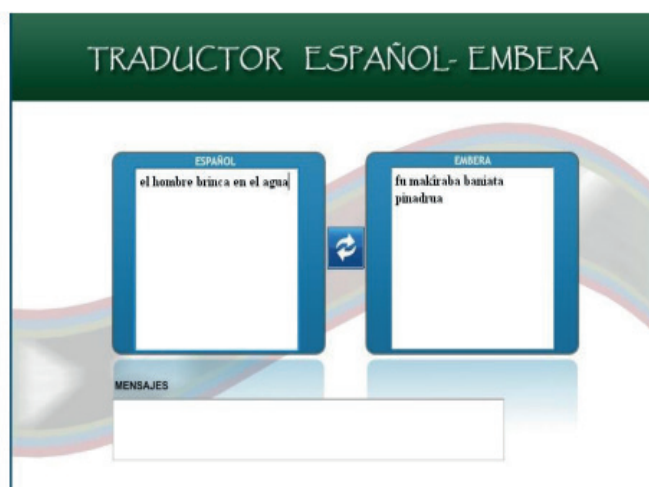 TRADUCTOR ESPAÑOL- EMBERA
ESPAÑOL
el hombre brinca en el agua
EMBERA
fu makiraba baniata
pinadrua
MENSAJES